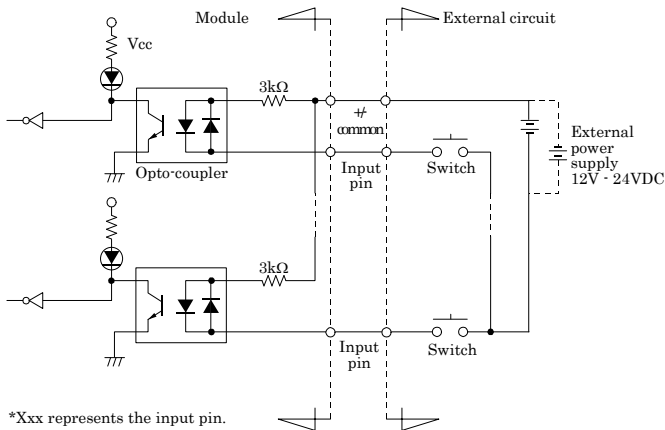 Module
External circuit
Vcc
3kΩ
+/-
common
External
power
supply
12V - 24VDC
Opto-coupler
Input
pin
Switch
3kΩ
Input
pin
Switch
*Xxx represents the input pin.